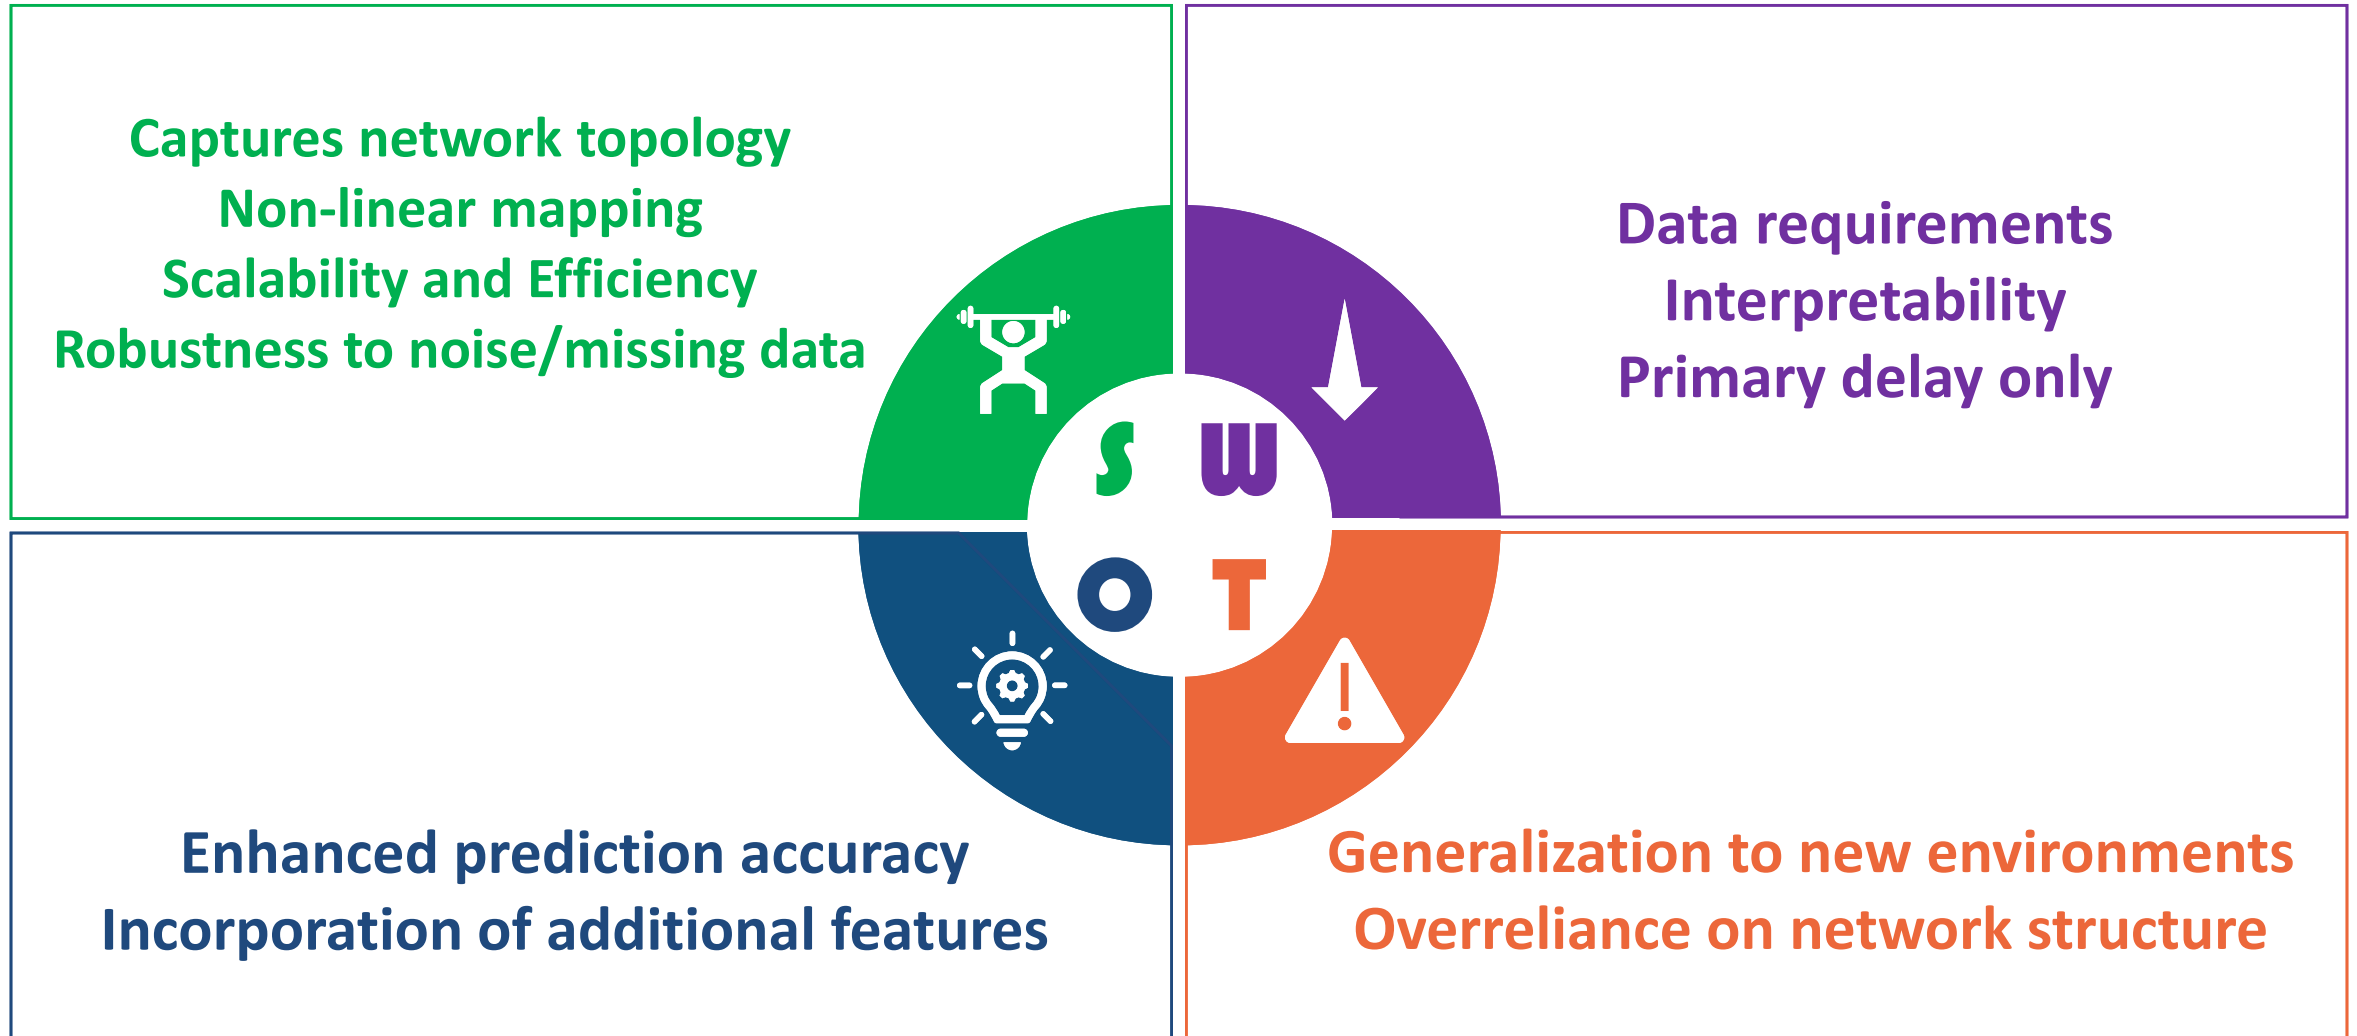 Captures network topology
Non-linear mapping
Scalability and Efficiency
Robustness to noise/missing data
Data requirements
Interpretability
Primary delay only
S W
O T
Enhanced prediction accuracy
Incorporation of additional features
Generalization to new environments
Overreliance on network structure